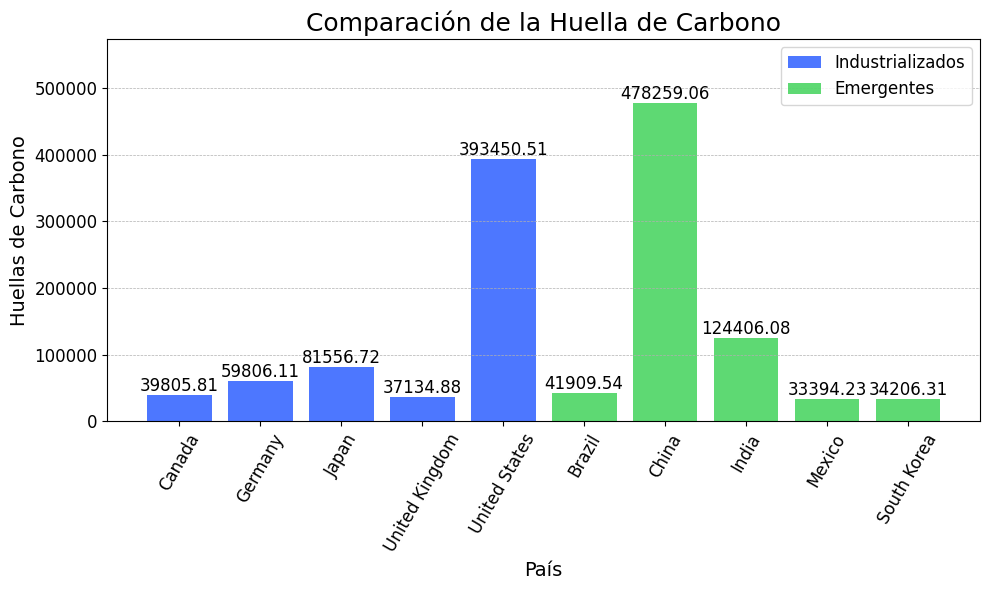 Comparación de la Huella de Carbono
Industrializados
Emergentes
Huellas de Carbono
500000
400000
300000
200000
100000
0
39805.81
59806.11
81556.72
37134.88
393450.51
41909.54
478259.06
124406.08
33394.23
34206.31
Canada
Germany
Japan
United Kingdom
United States
Brazil
China
India
Mexico
South Korea
País